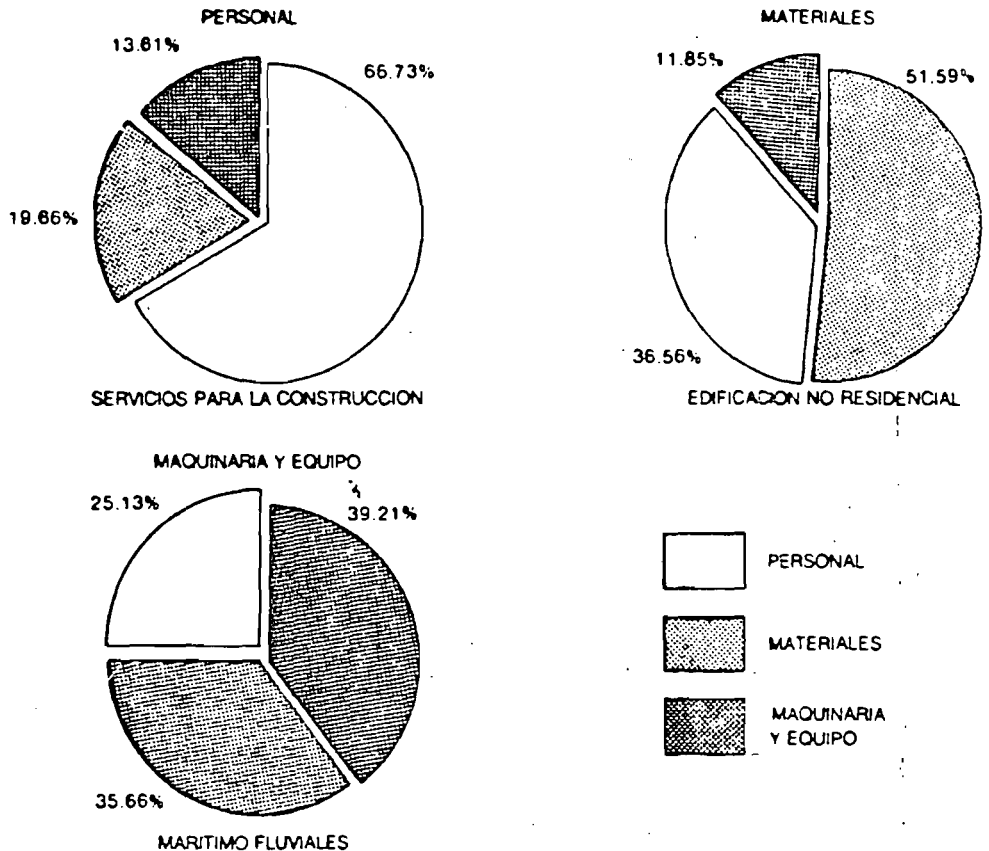 PERSONAL
13.61%
66.73%
19.66%
SERVICIOS PARA LA CONSTRUCCION
MATERIALES
11.85%
51.59%
36.56%
EDIFICACION NO RESIDENCIAL
MAQUINARIA Y EQUIPO
25.13%
39.21%
35.66%
MARITIMO FLUVIALES
PERSONAL
MATERIALES
MAQUINARIA
Y EQUIPO